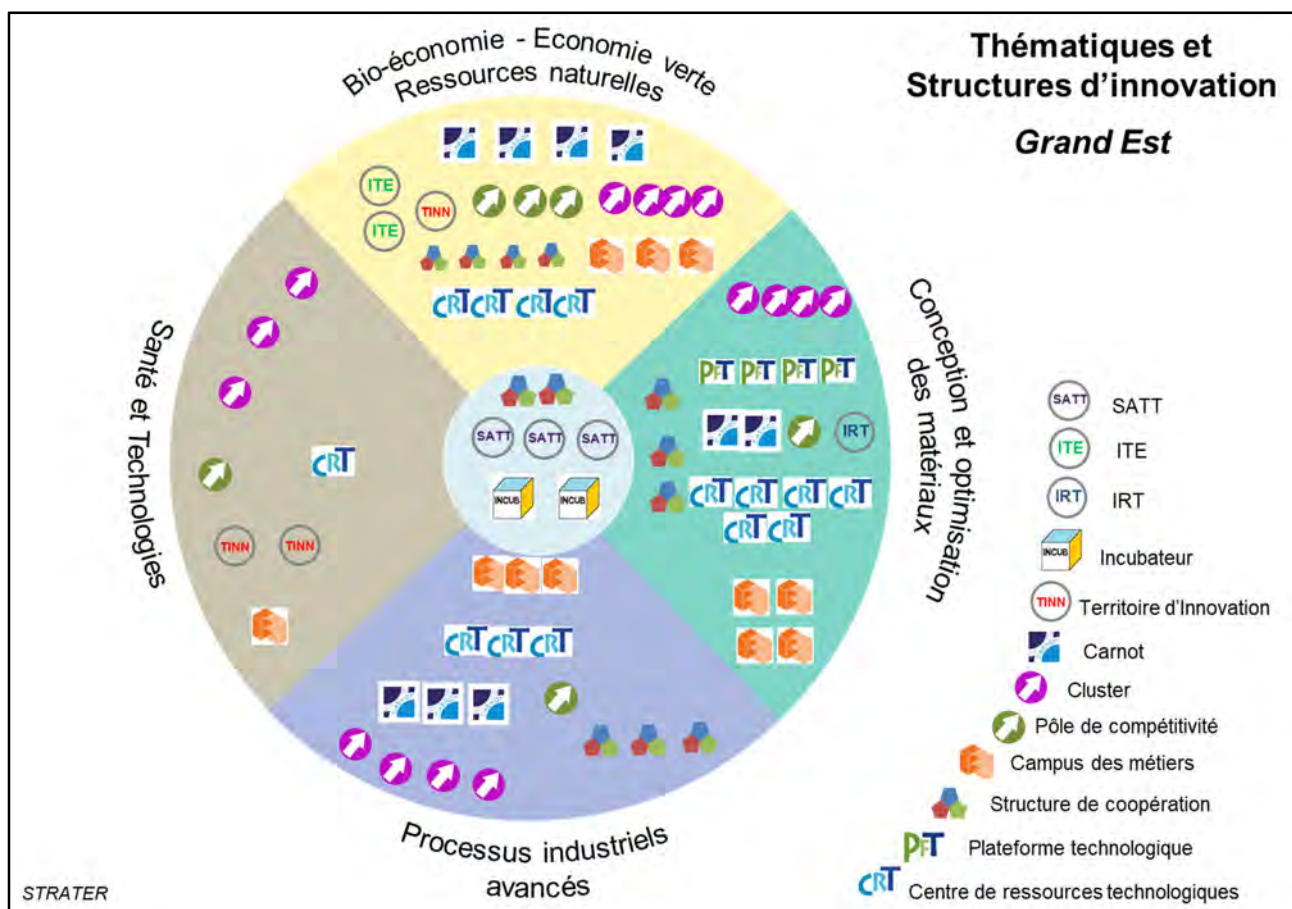 Thématiques et
Structures d'innovation
Grand Est
Bio-économie - Economie verte
Ressources naturelles
ITE
ITE
TINN
CRT CRT CRT CRT
Santé et Technologies
CRT
TINN TINN
Conception et optimisation
des matériaux
PFT PFT PFT PFT
IRT
CRT CRT CRT CRT
CRT CRT
SATT SATT SATT
INCUB INCUB
CRT CRT CRT
Processus industriels
avancés
SATT SATT
ITE ITE
IRT IRT
INCUB Incubateur
TINN Territoire d'Innovation
Carnot
Cluster
Pôle de compétitivité
Campus des métiers
Structure de coopération
PFT Plateforme technologique
CRT Centre de ressources technologiques
STRATER